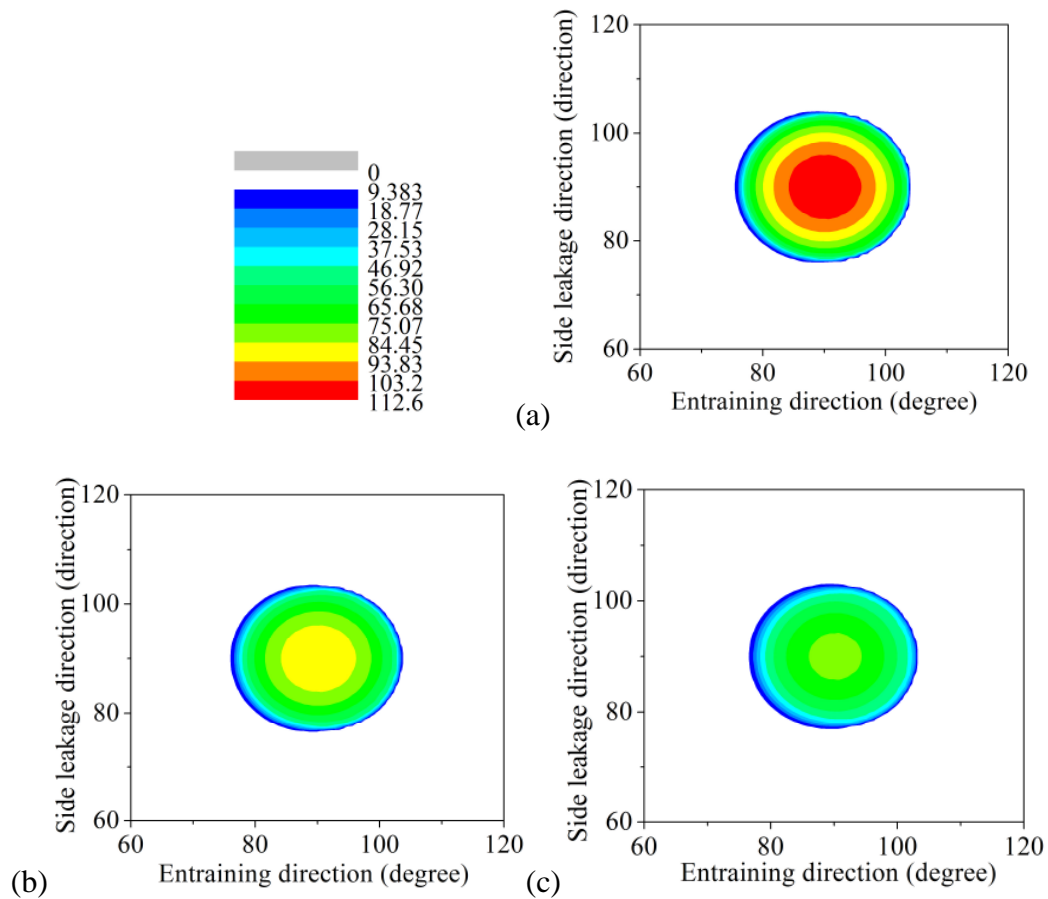 0
9.383
18.77
28.15
37.53
46.92
56.30
65.68
75.07
84.45
93.83
103.2
112.6
(a)
Side leakage direction (direction)
120
100
80
60
60 80 100 120
Entraining direction (degree)
(b)
Side leakage direction (direction)
120
100
80
60
60 80 100 120
Entraining direction (degree)
(c)
Side leakage direction (direction)
120
100
80
60
60 80 100 120
Entraining direction (degree)